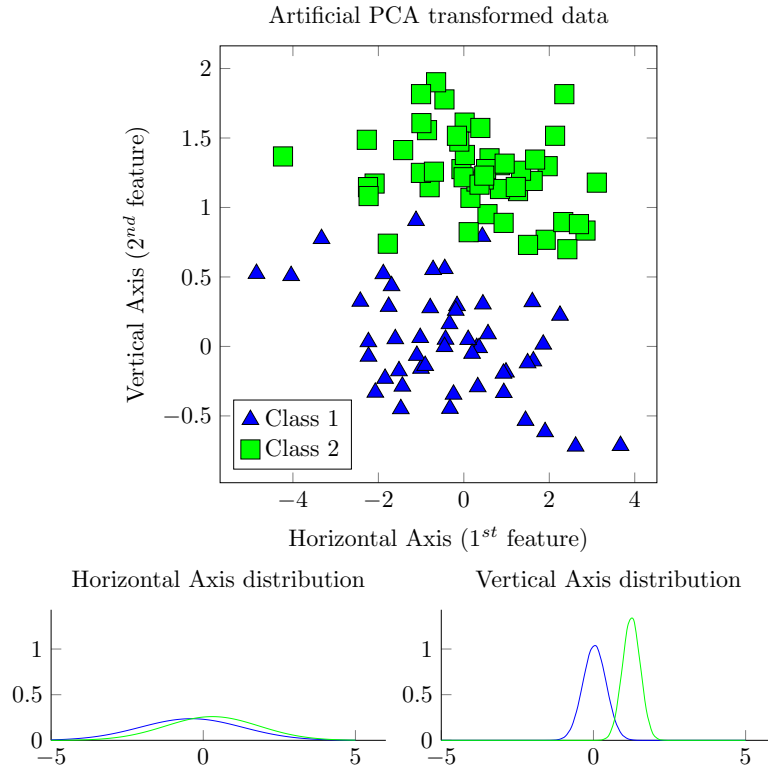 Artificial PCA transformed data
2
1.5
1
0.5
0
−0.5
Vertical Axis (2nd feature)
Class 1
Class 2
−4 −2 0 2 4
Horizontal Axis (1st feature)
Horizontal Axis distribution
1
0.5
0
−5 0 5
Vertical Axis distribution
1
0.5
0
−5 0 5